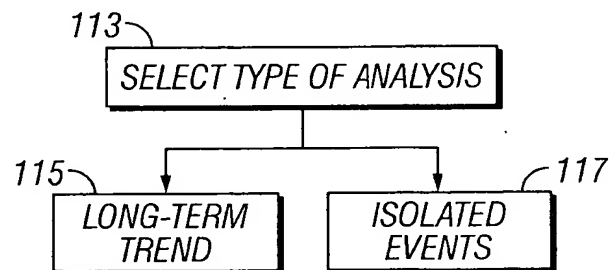 113
SELECT TYPE OF ANALYSIS
115
LONG-TERM
TREND
117
ISOLATED
EVENTS